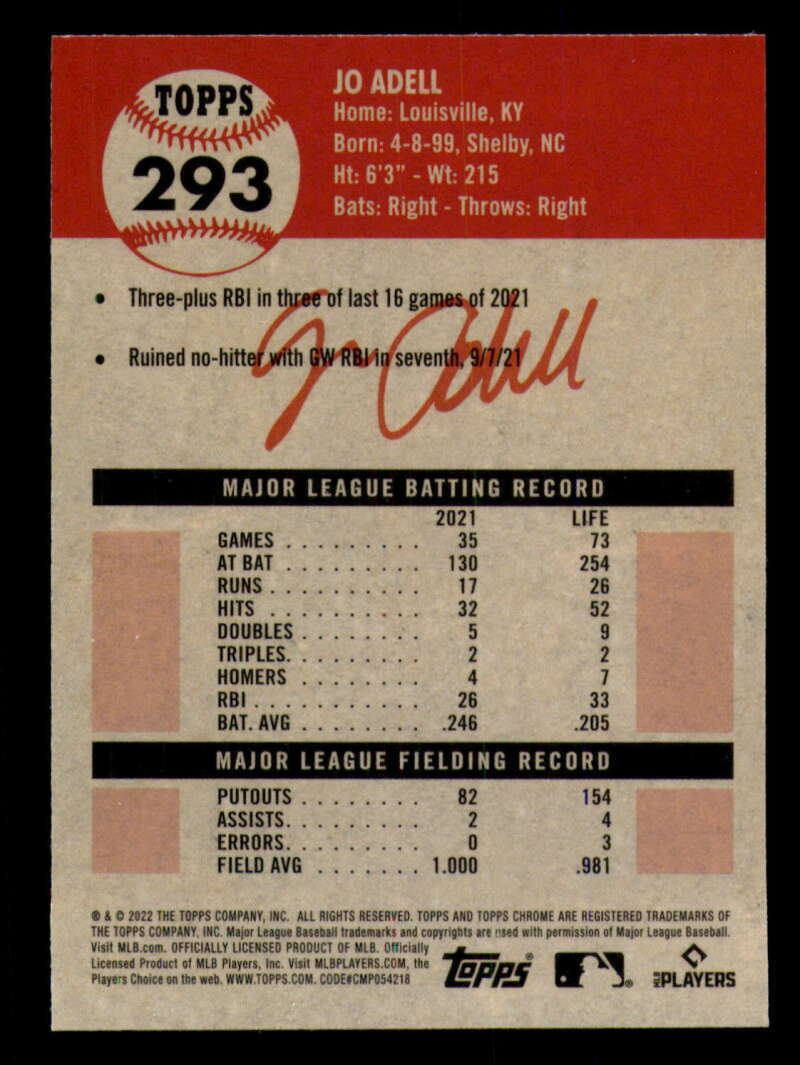 TOPPS
293
JO ADELL
Home: Louisville, KY
Born: 4-8-99, Shelby, NC
Ht: 6'3" - Wt: 215
Bats: Right - Throws: Right
• Three-plus RBI in three of last 16 games of 2021
• Ruined no-hitter with GW RBI in seventh, 9/7/21
Jo Adell
MAJOR LEAGUE BATTING RECORD
2021 LIFE
GAMES . . . . . . . . . 35 73
AT BAT . . . . . . . . . 130 254
RUNS . . . . . . . . . . 17 26
HITS . . . . . . . . . . 32 52
DOUBLES . . . . . . . . 5 9
TRIPLES. . . . . . . . . 2 2
HOMERS . . . . . . . . 4 7
RBI . . . . . . . . . . . 26 33
BAT. AVG . . . . . . . . .246 .205
MAJOR LEAGUE FIELDING RECORD
PUTOUTS . . . . . . . . 82 154
ASSISTS. . . . . . . . . 2 4
ERRORS. . . . . . . . . 0 3
FIELD AVG . . . . . . . 1.000 .981
® & © 2022 THE TOPPS COMPANY, INC. ALL RIGHTS RESERVED. TOPPS AND TOPPS CHROME ARE REGISTERED TRADEMARKS OF
THE TOPPS COMPANY, INC. Major League Baseball trademarks and copyrights are used with permission of Major League Baseball.
Visit MLB.com. OFFICIALLY LICENSED PRODUCT OF MLB. Officially
Licensed Product of MLB Players, Inc. Visit MLBPLAYERS.COM, the
Players Choice on the web. WWW.TOPPS.COM. CODE#CMP054218
Topps® ® MLB PLAYERS